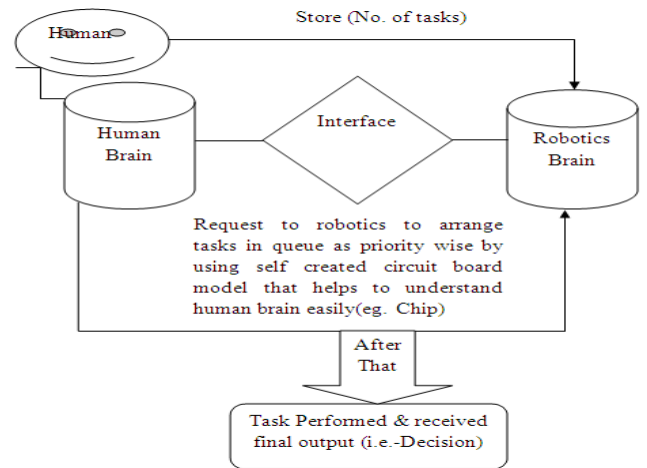 Store (No. of tasks)
Human
Human
Brain
Interface
Robotics
Brain
Request to robotics to arrange
tasks in queue as priority wise by
using self created circuit board
model that helps to understand
human brain easily(eg. Chip)
After
That
Task Performed & received
final output (i.e.-Decision)